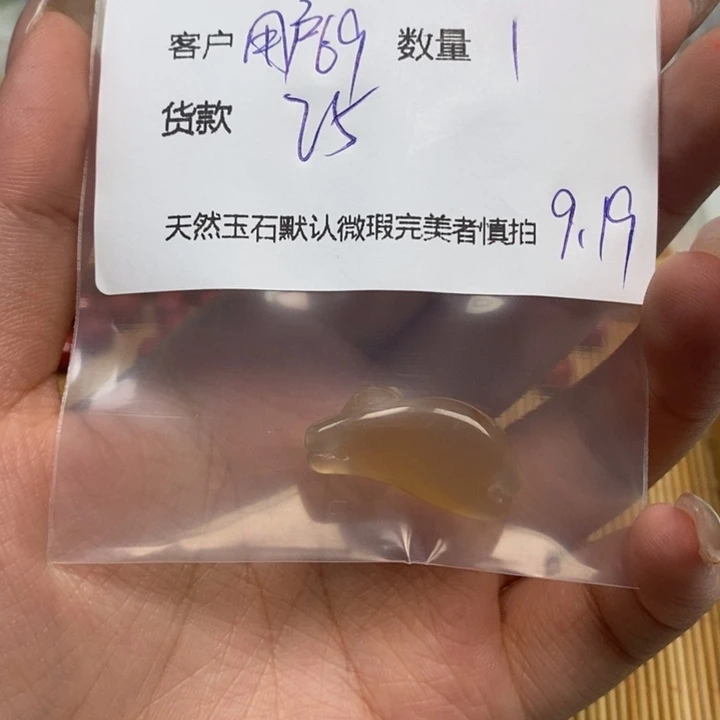 客户 用户69 数量 1
货款 25
天然玉石默认微瑕完美者慎拍 9.19